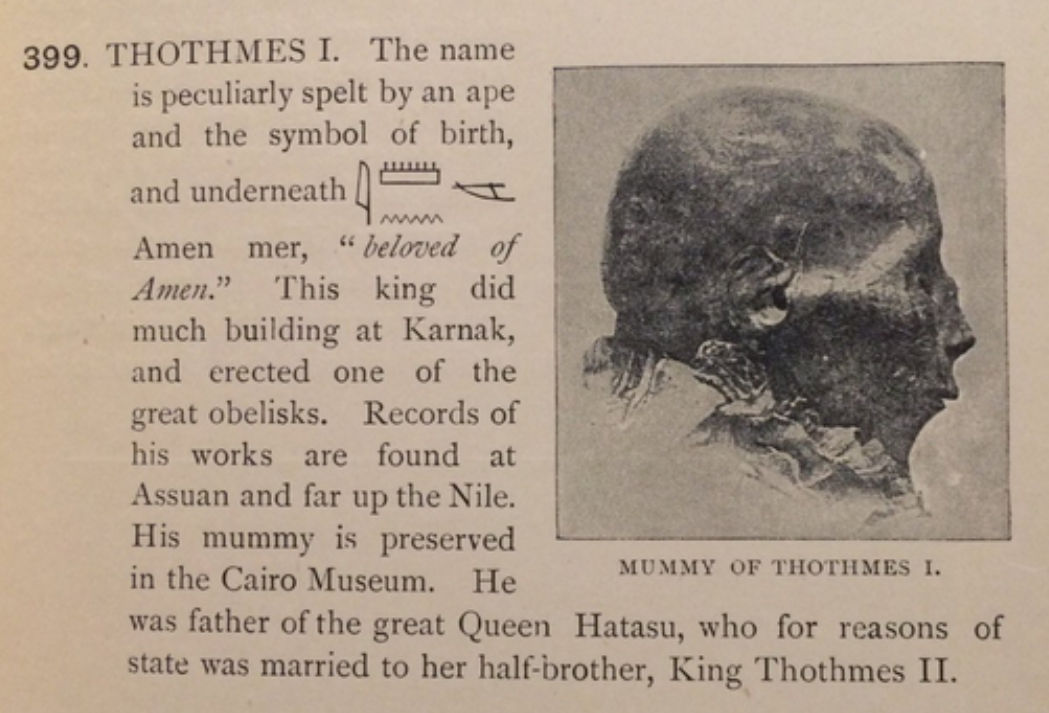 399. THOTHMES I. The name
is peculiarly spelt by an ape
and the symbol of birth,
and underneath 𓇋𓏠𓈖𓌻
Amen mer, “beloved of
Amen.” This king did
much building at Karnak,
and erected one of the
great obelisks. Records of
his works are found at
Assuan and far up the Nile.
His mummy is preserved
in the Cairo Museum. He
was father of the great Queen Hatasu, who for reasons of
state was married to her half-brother, King Thothmes II.
MUMMY OF THOTHMES I.